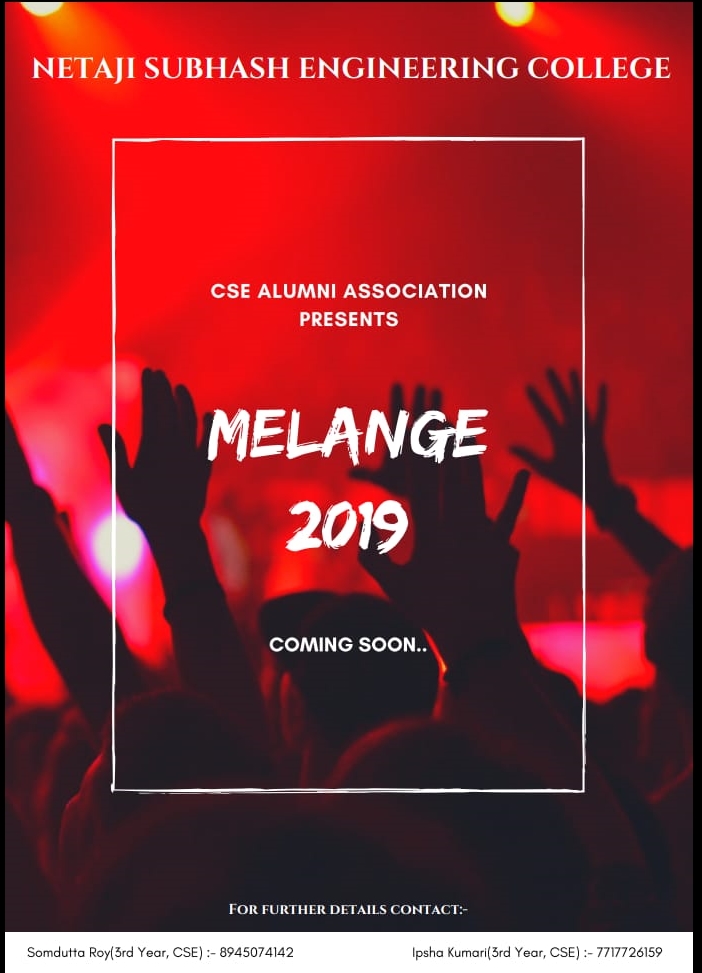 NETAJI SUBHASH ENGINEERING COLLEGE
CSE ALUMNI ASSOCIATION
PRESENTS
MELANGE
2019
COMING SOON..
FOR FURTHER DETAILS CONTACT:-
Somdutta Roy(3rd Year, CSE) :- 8945074142
Ipsha Kumari(3rd Year, CSE) :- 7717726159